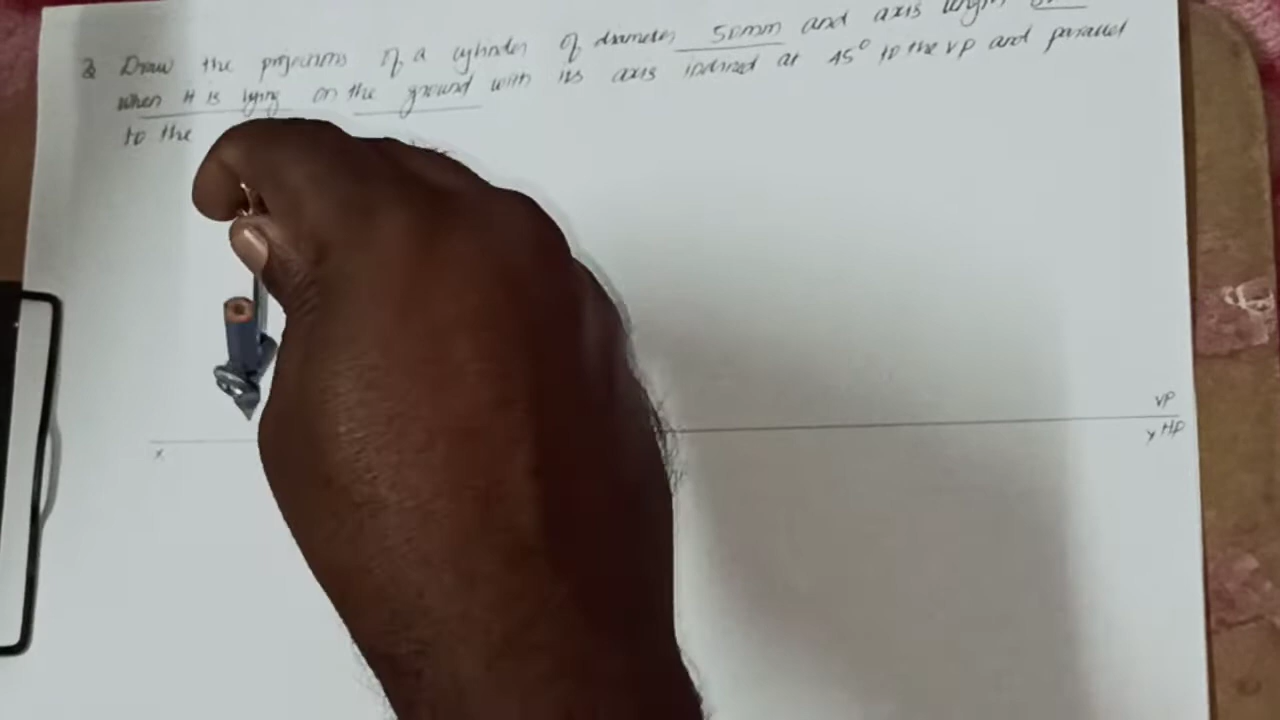 Q Draw the projections of a cylinder of diameter 50mm and axis length
when it is lying on the ground with its axis inclined at 45° to the VP and parallel
to the
VP
X
Y HP